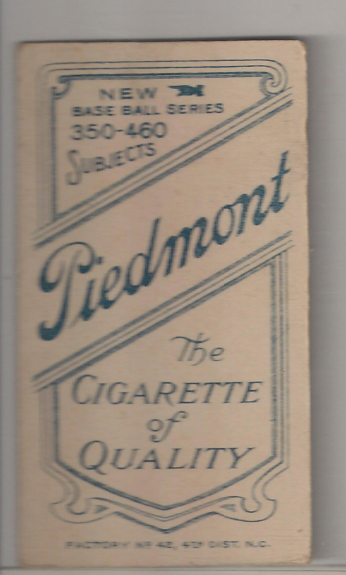 NEW
BASE BALL SERIES
350-460
SUBJECTS
Piedmont
The
CIGARETTE
of
QUALITY
FACTORY Nº 42, 4TH DIST. N.C.